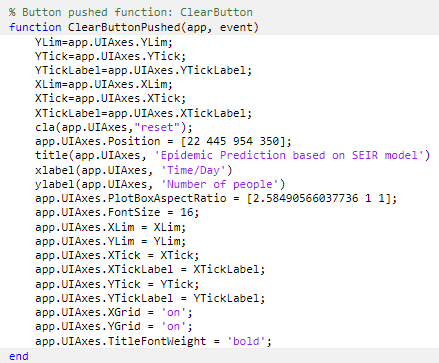 % Button pushed function: ClearButton
function ClearButtonPushed(app, event)
YLim=app.UIAxes.YLim;
YTick=app.UIAxes.YTick;
YTickLabel=app.UIAxes.YTickLabel;
XLim=app.UIAxes.XLim;
XTick=app.UIAxes.XTick;
XTickLabel=app.UIAxes.XTickLabel;
cla(app.UIAxes,"reset");
app.UIAxes.Position = [22 445 954 350];
title(app.UIAxes, 'Epidemic Prediction based on SEIR model')
xlabel(app.UIAxes, 'Time/Day')
ylabel(app.UIAxes, 'Number of people')
app.UIAxes.PlotBoxAspectRatio = [2.58490566037736 1 1];
app.UIAxes.FontSize = 16;
app.UIAxes.XLim = XLim;
app.UIAxes.YLim = YLim;
app.UIAxes.XTick = XTick;
app.UIAxes.XTickLabel = XTickLabel;
app.UIAxes.YTick = YTick;
app.UIAxes.YTickLabel = YTickLabel;
app.UIAxes.XGrid = 'on';
app.UIAxes.YGrid = 'on';
app.UIAxes.TitleFontWeight = 'bold';
end